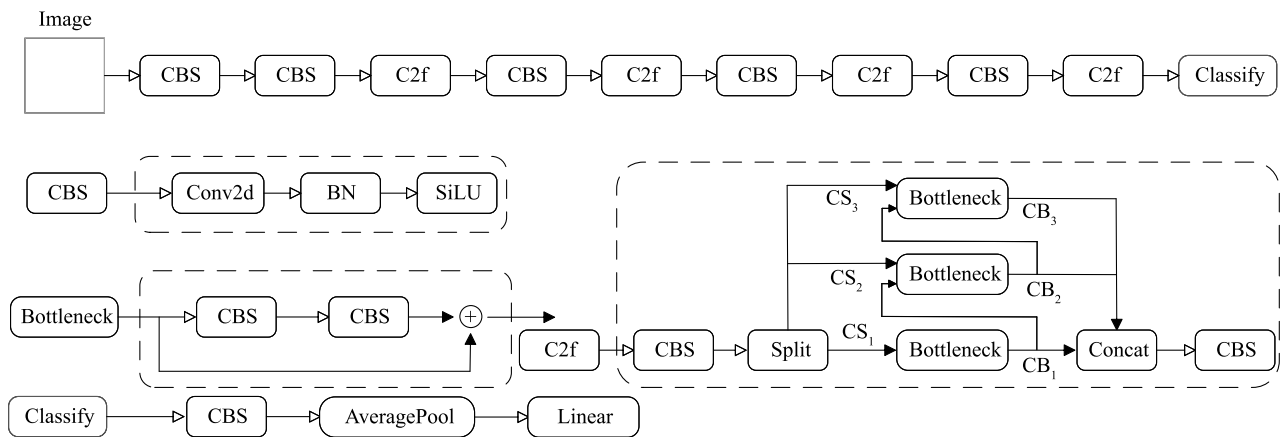 Image
CBS CBS C2f CBS C2f CBS C2f CBS C2f Classify
CBS Conv2d BN SiLU
Bottleneck CBS CBS +
C2f CBS Split CS₁ Bottleneck CB₁ Concat CBS
CS₂ Bottleneck CB₂
CS₃ Bottleneck CB₃
Classify CBS AveragePool Linear